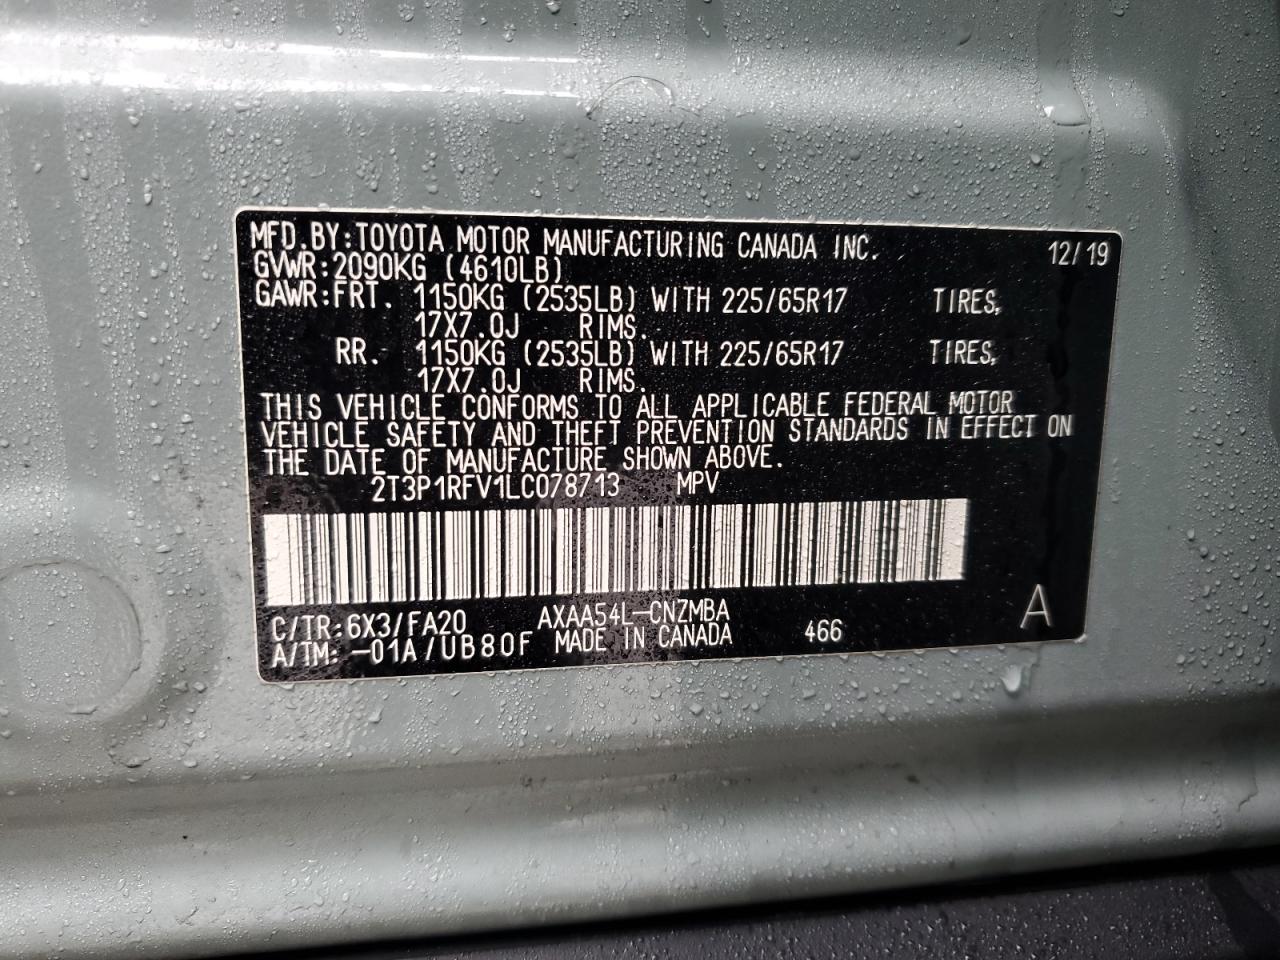 MFD.BY:TOYOTA MOTOR MANUFACTURING CANADA INC. 12/19
GVWR:2090KG (4610LB)
GAWR:FRT. 1150KG (2535LB) WITH 225/65R17 TIRES,
17X7.0J RIMS.
RR. 1150KG (2535LB) WITH 225/65R17 TIRES,
17X7.0J RIMS.
THIS VEHICLE CONFORMS TO ALL APPLICABLE FEDERAL MOTOR
VEHICLE SAFETY AND THEFT PREVENTION STANDARDS IN EFFECT ON
THE DATE OF MANUFACTURE SHOWN ABOVE.
2T3P1RFV1LC078713 MPV
C/TR:6X3/FA20 AXAA54L-CNZMBA A
A/TM:-01A/UB80F MADE IN CANADA 466